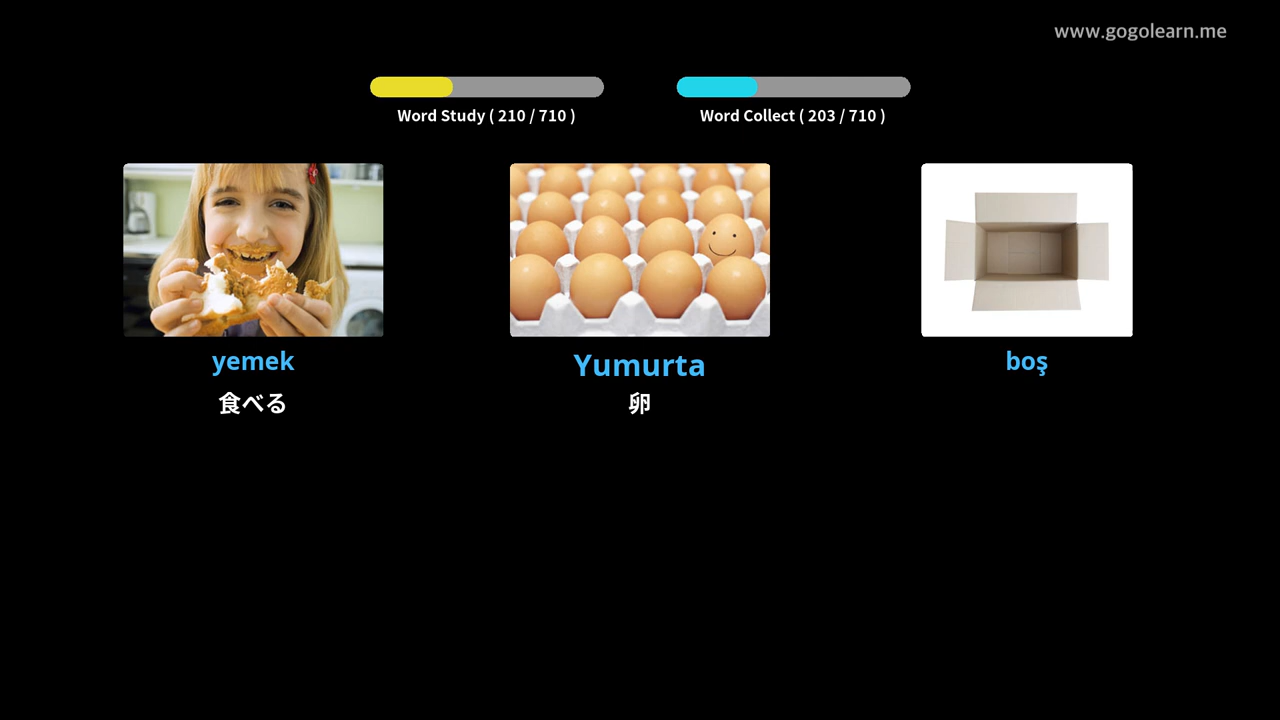 www.gogolearn.me
Word Study ( 210 / 710 )
Word Collect ( 203 / 710 )
yemek
Yumurta
boş
食べる
卵